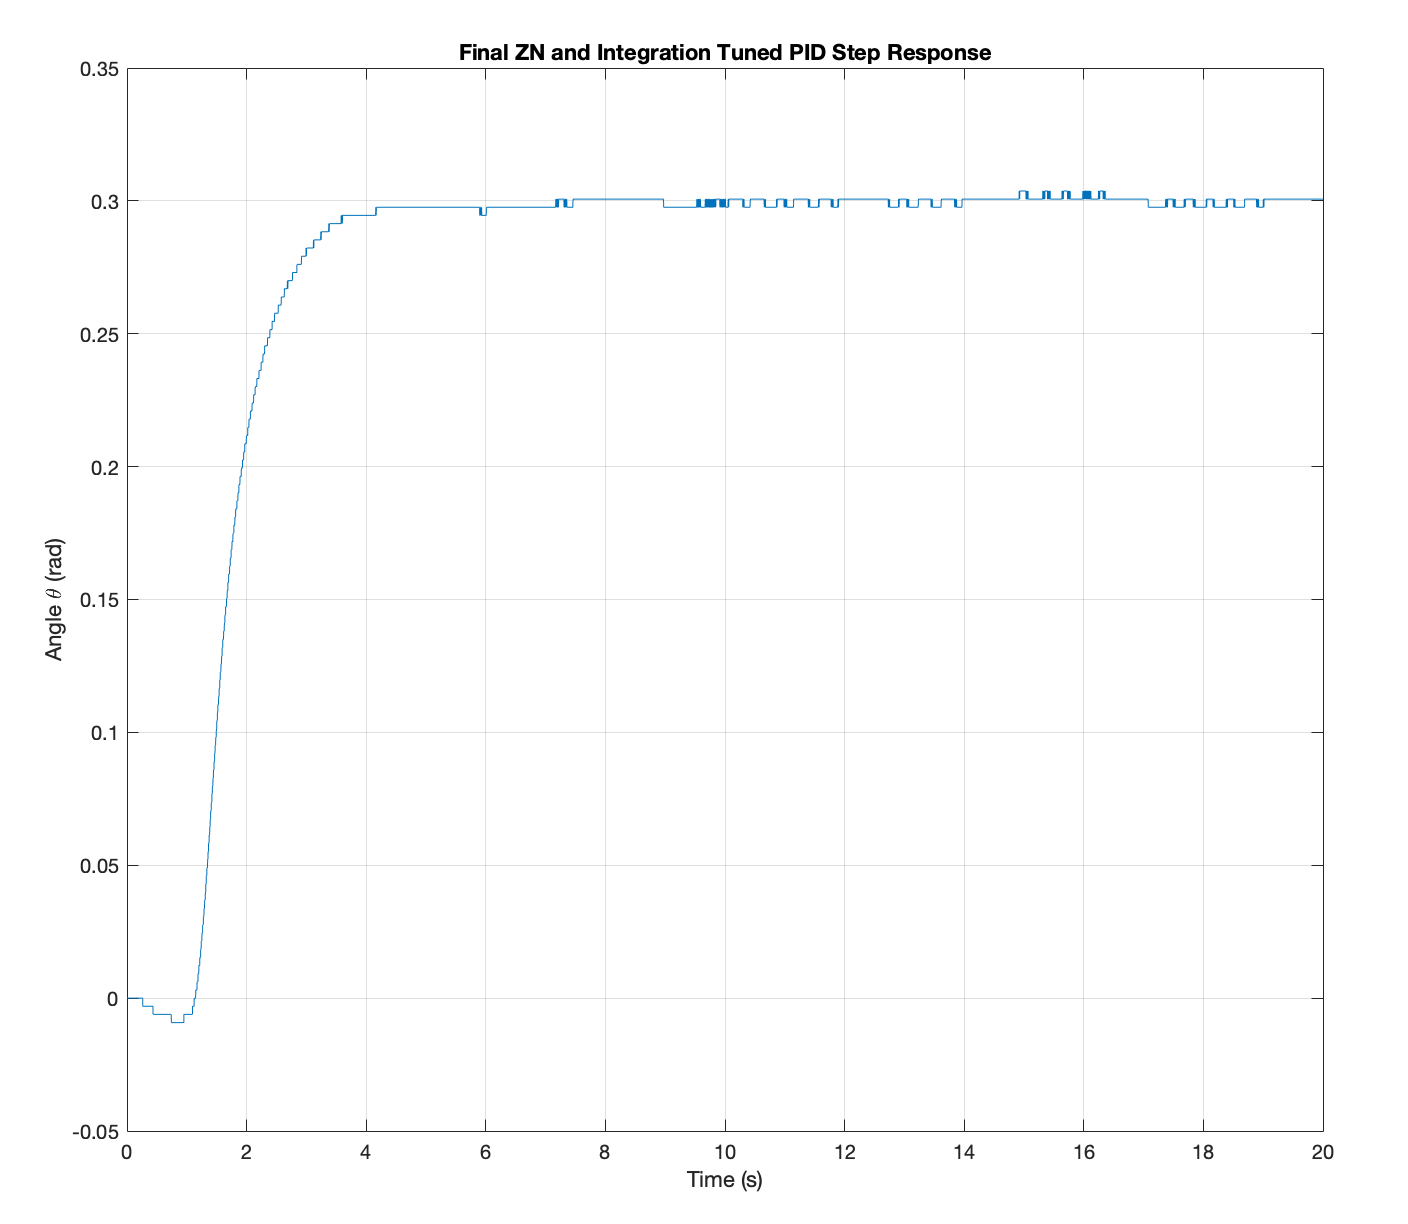 Final ZN and Integration Tuned PID Step Response
0.35
0.3
0.25
0.2
0.15
0.1
0.05
0
-0.05
Angle θ (rad)
0 2 4 6 8 10 12 14 16 18 20
Time (s)